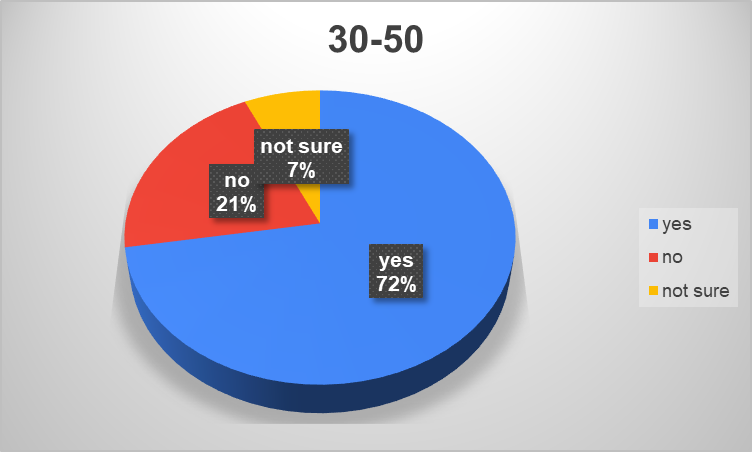 30-50
not sure
7%
no
21%
yes
72%
yes
no
not sure